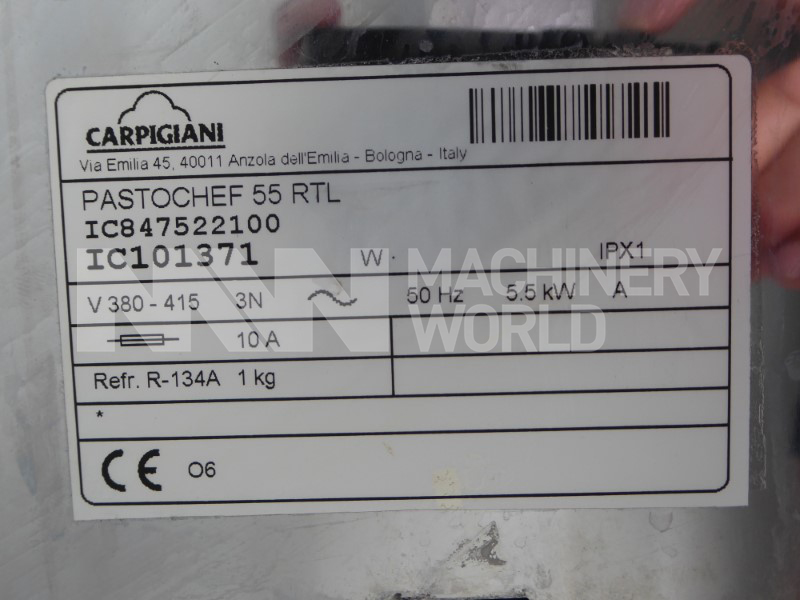 CARPIGIANI
Via Emilia 45, 40011 Anzola dell'Emilia - Bologna - Italy
PASTOCHEF 55 RTL
IC847522100
IC101371 W. IPX1
MACHINERY
WORLD
V 380 - 415 3N 50 Hz 5.5 kW A
10 A
Refr. R-134A 1 kg
*
CE 06